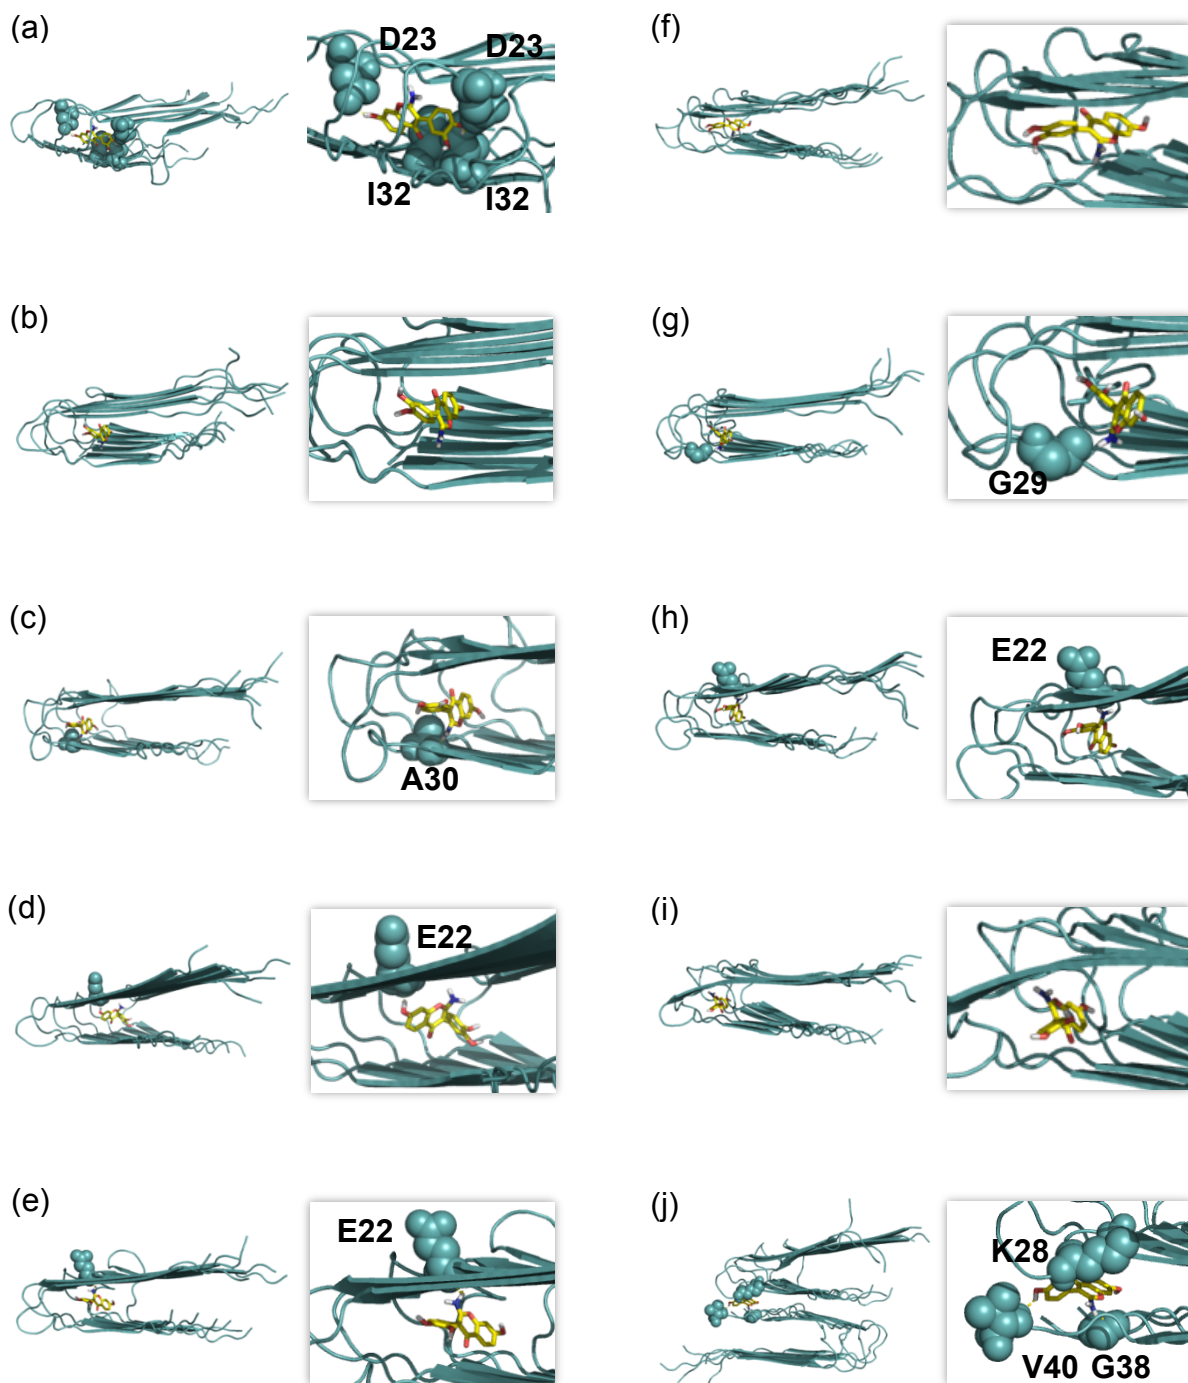 (a)
D23
D23
I32
I32
(b)
(c)
A30
(d)
E22
(e)
E22
(f)
(g)
G29
(h)
E22
(i)
(j)
K28
V40
G38